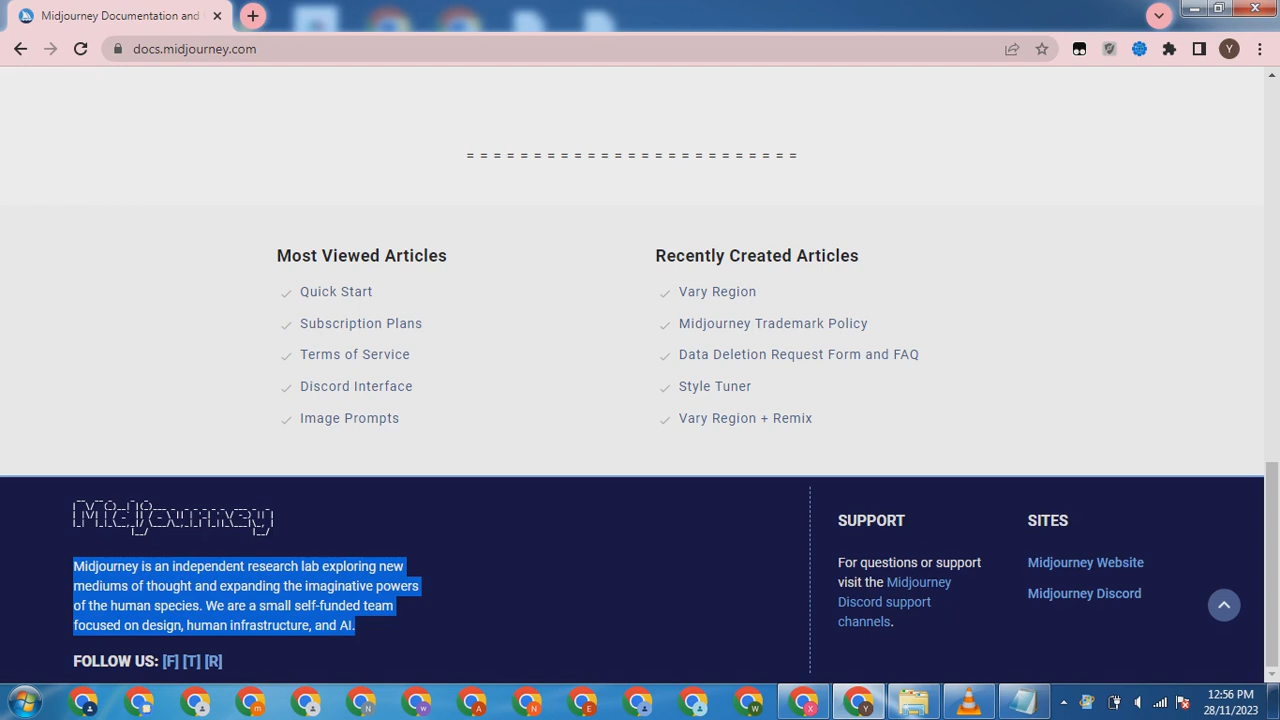 Midjourney Documentation and
docs.midjourney.com
Y
= = = = = = = = = = = = = = = = = = = = = = = = =
Most Viewed Articles
Quick Start
Subscription Plans
Terms of Service
Discord Interface
Image Prompts
Recently Created Articles
Vary Region
Midjourney Trademark Policy
Data Deletion Request Form and FAQ
Style Tuner
Vary Region + Remix
Midjourney
Midjourney is an independent research lab exploring new
mediums of thought and expanding the imaginative powers
of the human species. We are a small self-funded team
focused on design, human infrastructure, and AI.
FOLLOW US: [F] [T] [R]
SUPPORT
For questions or support
visit the Midjourney
Discord support
channels.
SITES
Midjourney Website
Midjourney Discord
m N w A N E W X Y
12:56 PM
28/11/2023